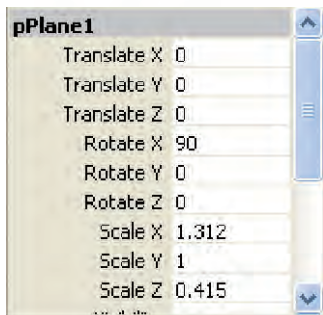 pPlane1
Translate X 0
Translate Y 0
Translate Z 0
Rotate X 90
Rotate Y 0
Rotate Z 0
Scale X 1.312
Scale Y 1
Scale Z 0.415